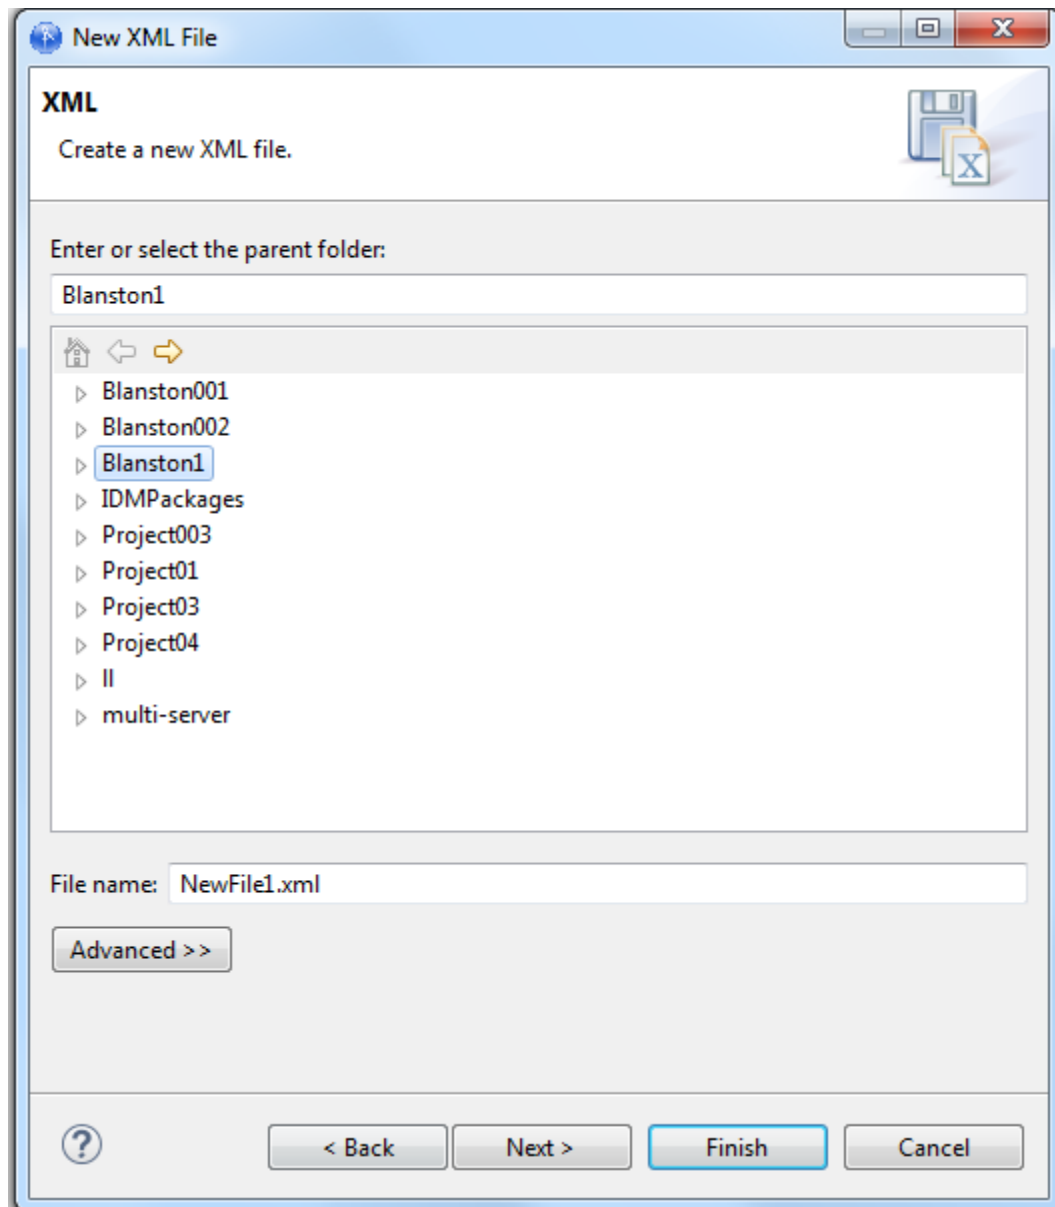 New XML File
XML
Create a new XML file.
X
Enter or select the parent folder:
Blanston1
Blanston001
Blanston002
Blanston1
IDMPackages
Project003
Project01
Project03
Project04
ll
multi-server
File name: NewFile1.xml
Advanced >>
? < Back Next > Finish Cancel